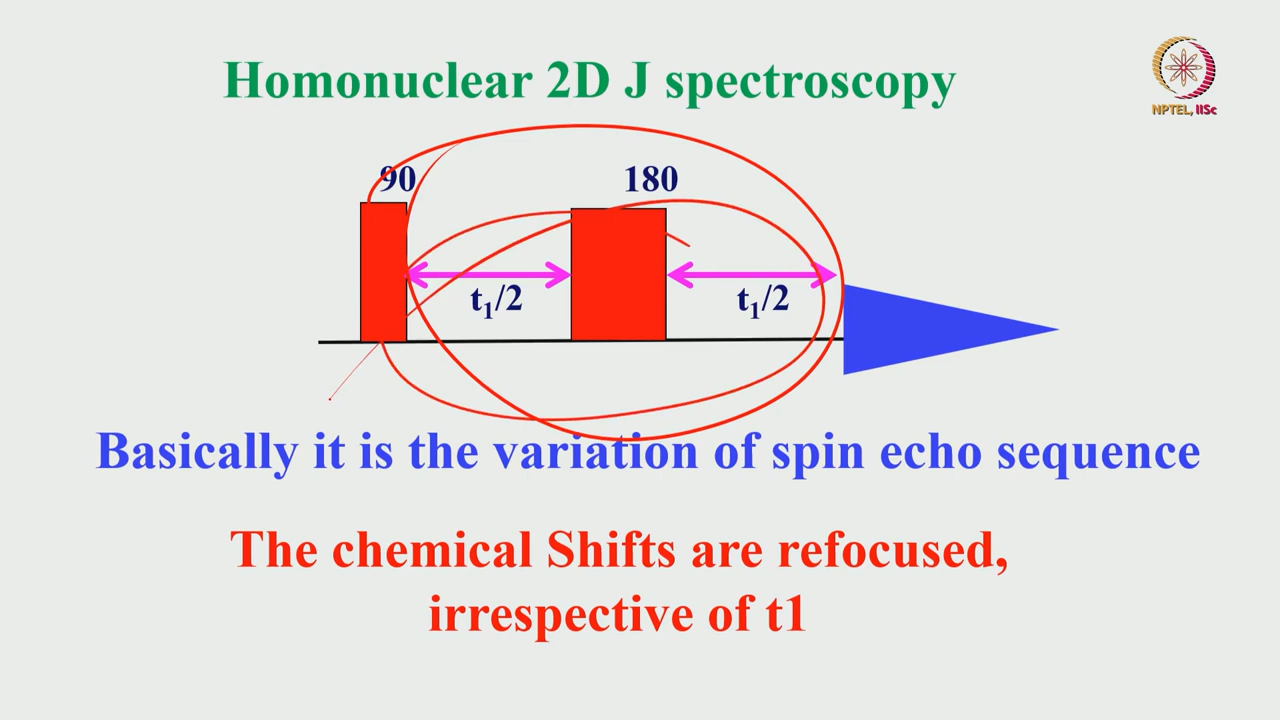 Homonuclear 2D J spectroscopy
NPTEL, IISc
90
180
t₁/2
t₁/2
Basically it is the variation of spin echo sequence
The chemical Shifts are refocused,
irrespective of t1